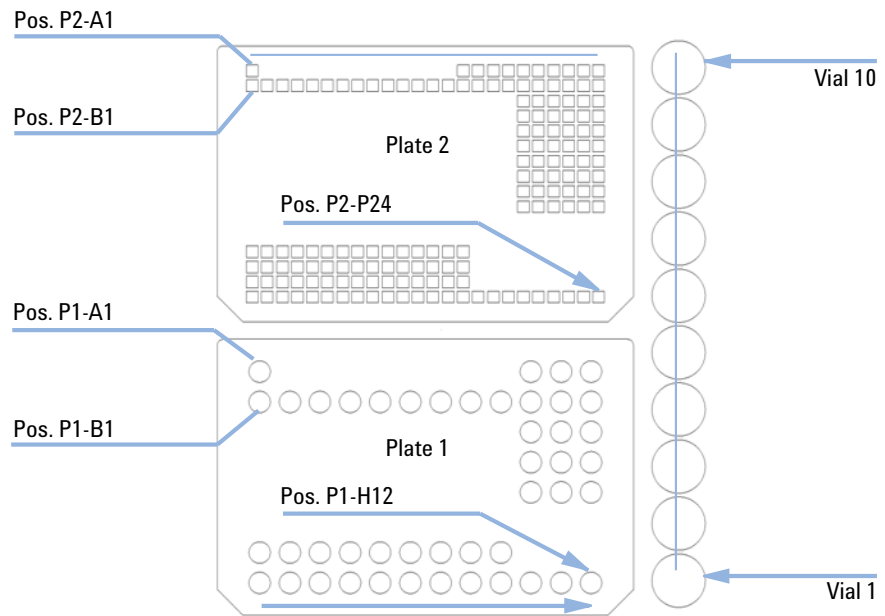 Pos. P2-A1
Vial 10
Pos. P2-B1
Plate 2
Pos. P2-P24
Pos. P1-A1
Pos. P1-B1
Plate 1
Pos. P1-H12
Vial 1